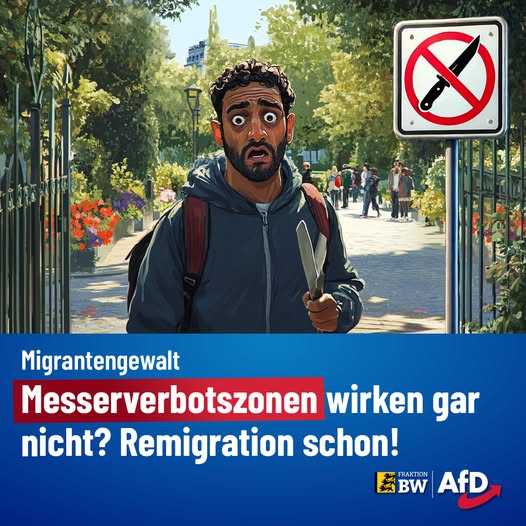 Migrantengewalt
Messerverbotszonen wirken gar
nicht? Remigration schon!
FRAKTION
BW
AfD